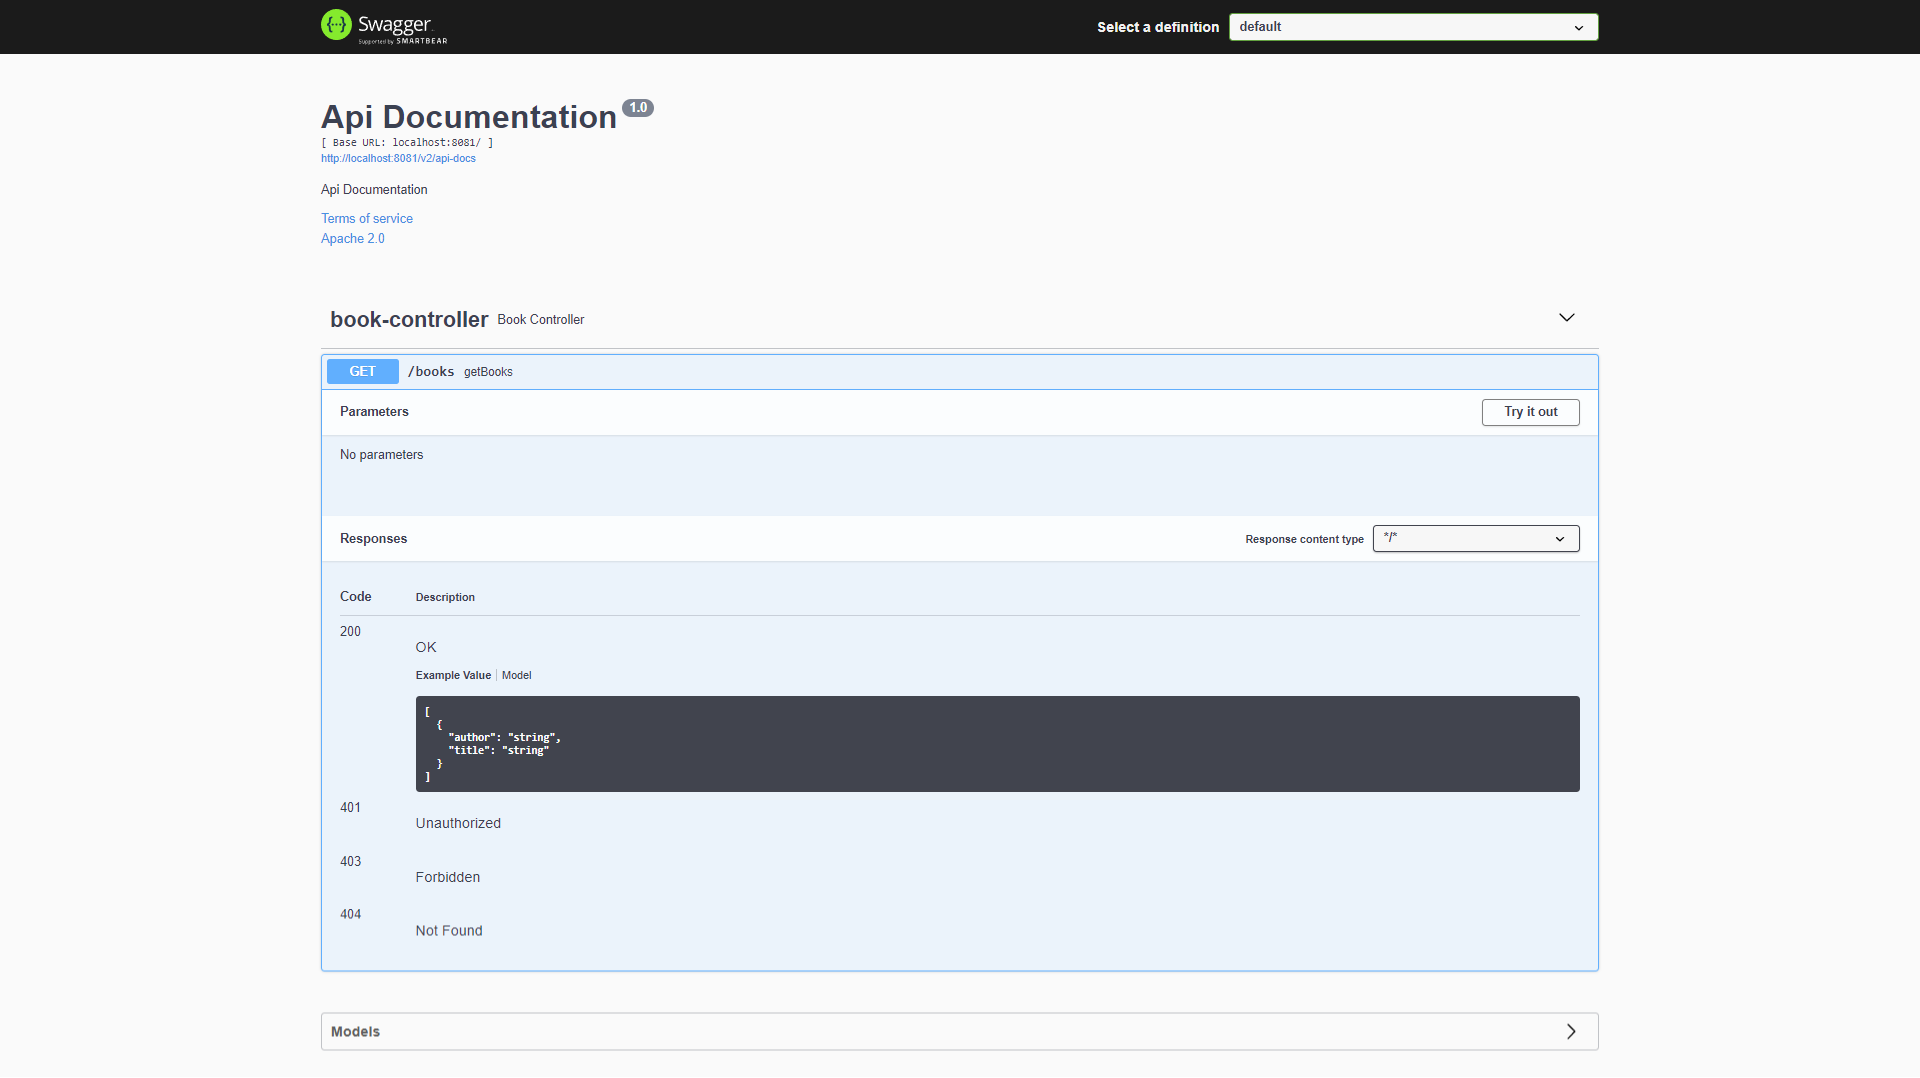 {···} Swagger
Supported by SMARTBEAR
Select a definition
default
Api Documentation 1.0
[ Base URL: localhost:8081/ ]
http://localhost:8081/v2/api-docs
Api Documentation
Terms of service
Apache 2.0
book-controller Book Controller
GET /books getBooks
Parameters
Try it out
No parameters
Responses
Response content type
*/*
Code Description
200
OK
Example Value Model
[
  {
    "author": "string",
    "title": "string"
  }
]
401
Unauthorized
403
Forbidden
404
Not Found
Models